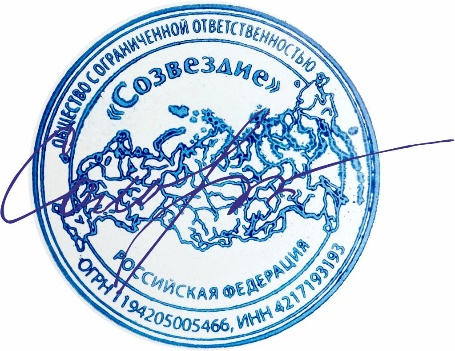 ОБЩЕСТВО С ОГРАНИЧЕННОЙ ОТВЕТСТВЕННОСТЬЮ
«Созвездие»
РОССИЙСКАЯ ФЕДЕРАЦИЯ
ОГРН 1194205005466, ИНН 4217193193